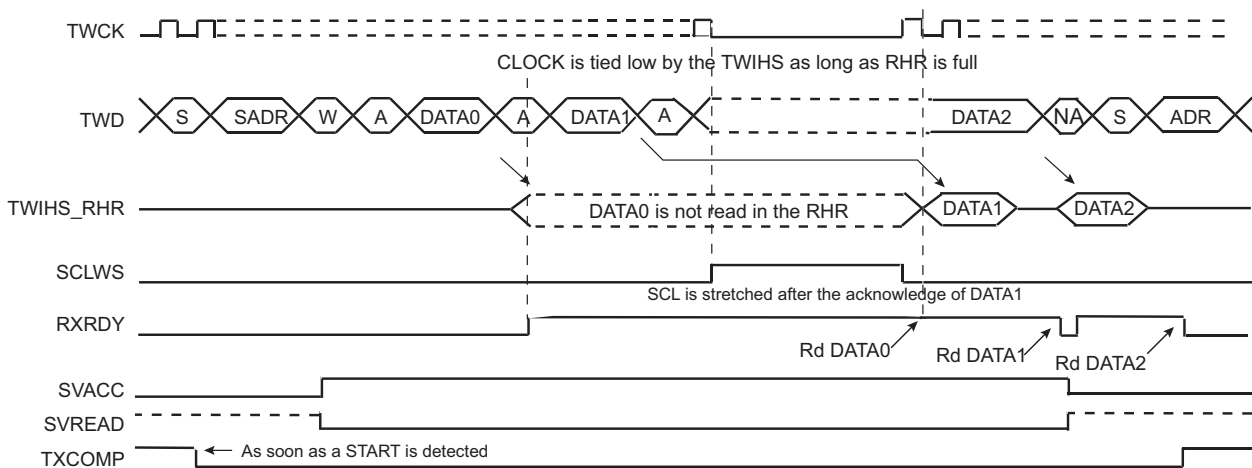 TWCK
CLOCK is tied low by the TWIHS as long as RHR is full
TWD S SADR W A DATA0 A DATA1 A DATA2 NA S ADR
TWIHS_RHR DATA0 is not read in the RHR DATA1 DATA2
SCLWS
SCL is stretched after the acknowledge of DATA1
RXRDY
Rd DATA0 Rd DATA1 Rd DATA2
SVACC
SVREAD
As soon as a START is detected
TXCOMP